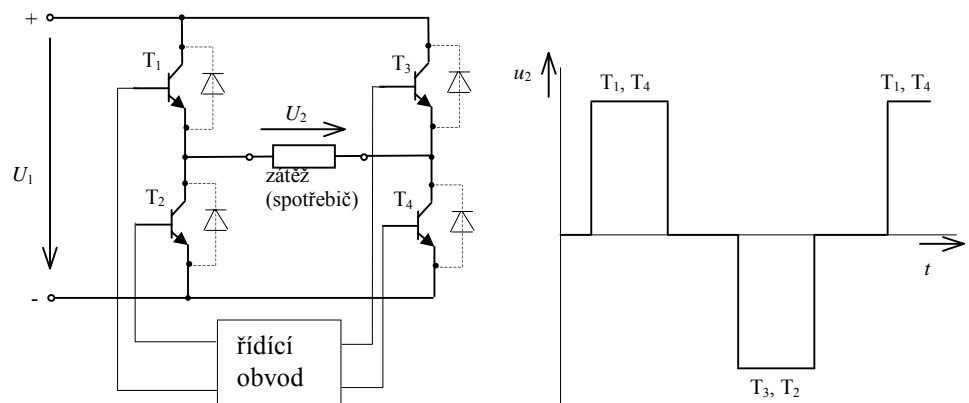 +
T₁
T₃
U₂
U₁
zátěž
(spotřebič)
T₂
T₄
-
řídící
obvod
u₂
T₁, T₄
T₁, T₄
t
T₃, T₂